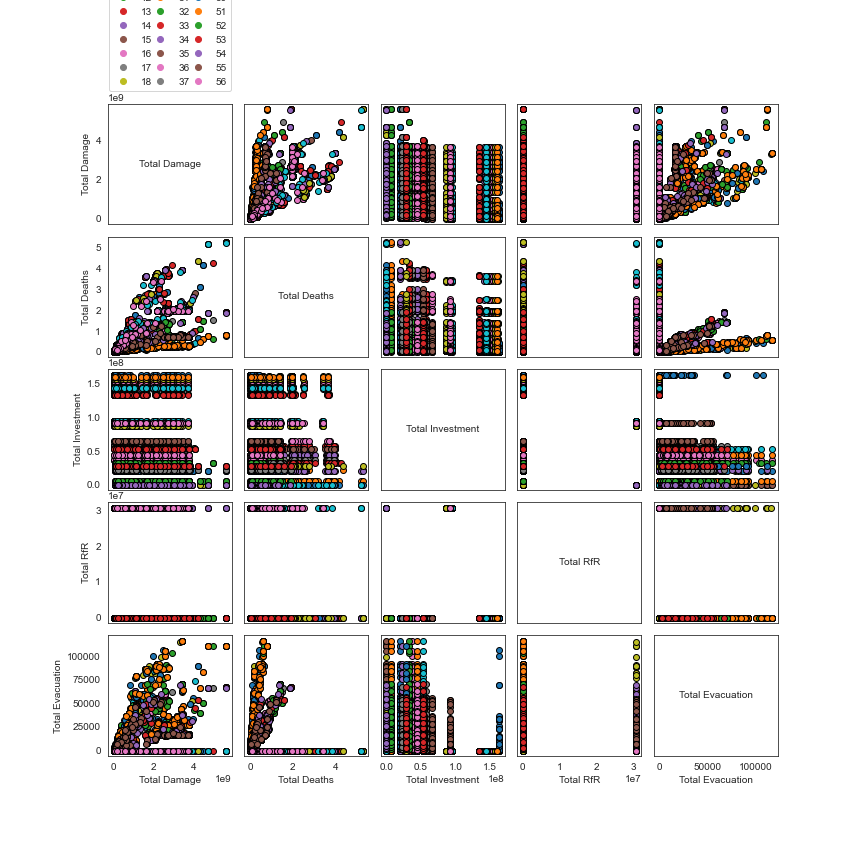 13 32 51
14 33 52
15 34 53
16 35 54
17 36 55
18 37 56
1e9
Total Damage
4
2
0
Total Damage
Total Deaths
5
4
3
2
1
0
Total Deaths
1e8
Total Investment
1.5
1.0
0.5
0.0
Total Investment
1e7
Total RfR
3
2
1
0
Total RfR
Total Evacuation
100000
75000
50000
25000
0
Total Evacuation
0 2 4 0 2 4 0.0 0.5 1.0 1.5 0 1 2 3 0 50000 100000
Total Damage 1e9 Total Deaths Total Investment 1e8 Total RfR 1e7 Total Evacuation